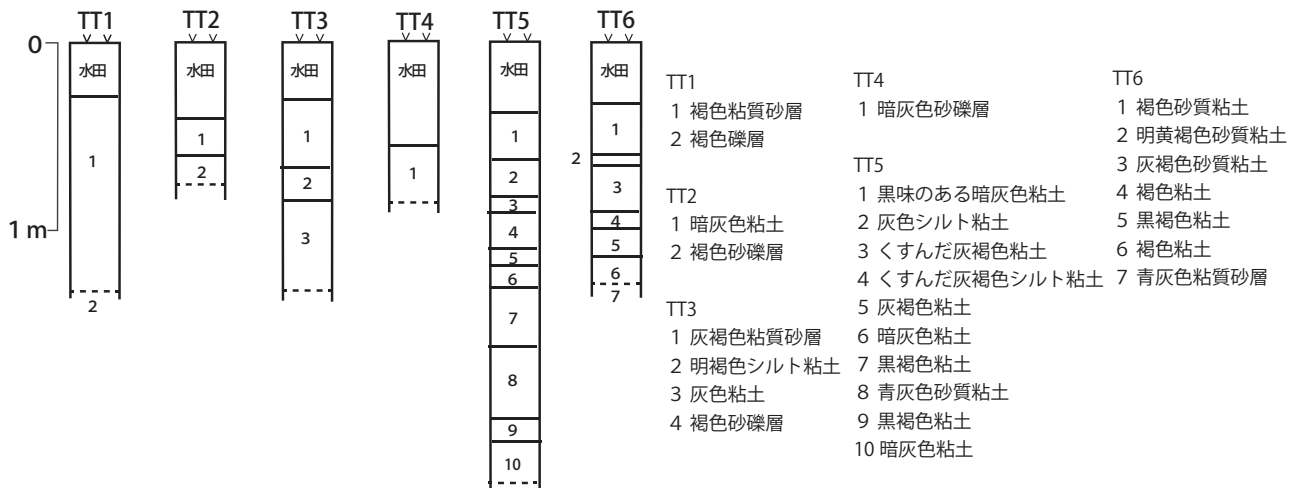 TT1 TT2 TT3 TT4 TT5 TT6
0
水田 水田 水田 水田 水田 水田
1 m
1
2
1
2
1
2
3
1
1
2
3
4
5
6
7
8
9
10
1
2
3
4
5
6
7
TT1
1 褐色粘質砂層
2 褐色礫層
TT2
1 暗灰色粘土
2 褐色砂礫層
TT3
1 灰褐色粘質砂層
2 明褐色シルト粘土
3 灰色粘土
4 褐色砂礫層
TT4
1 暗灰色砂礫層
TT5
1 黒味のある暗灰色粘土
2 灰色シルト粘土
3 くすんだ灰褐色粘土
4 くすんだ灰褐色シルト粘土
5 灰褐色粘土
6 暗灰色粘土
7 黒褐色粘土
8 青灰色砂質粘土
9 黒褐色粘土
10 暗灰色粘土
TT6
1 褐色砂質粘土
2 明黄褐色砂質粘土
3 灰褐色砂質粘土
4 褐色粘土
5 黒褐色粘土
6 褐色粘土
7 青灰色粘質砂層